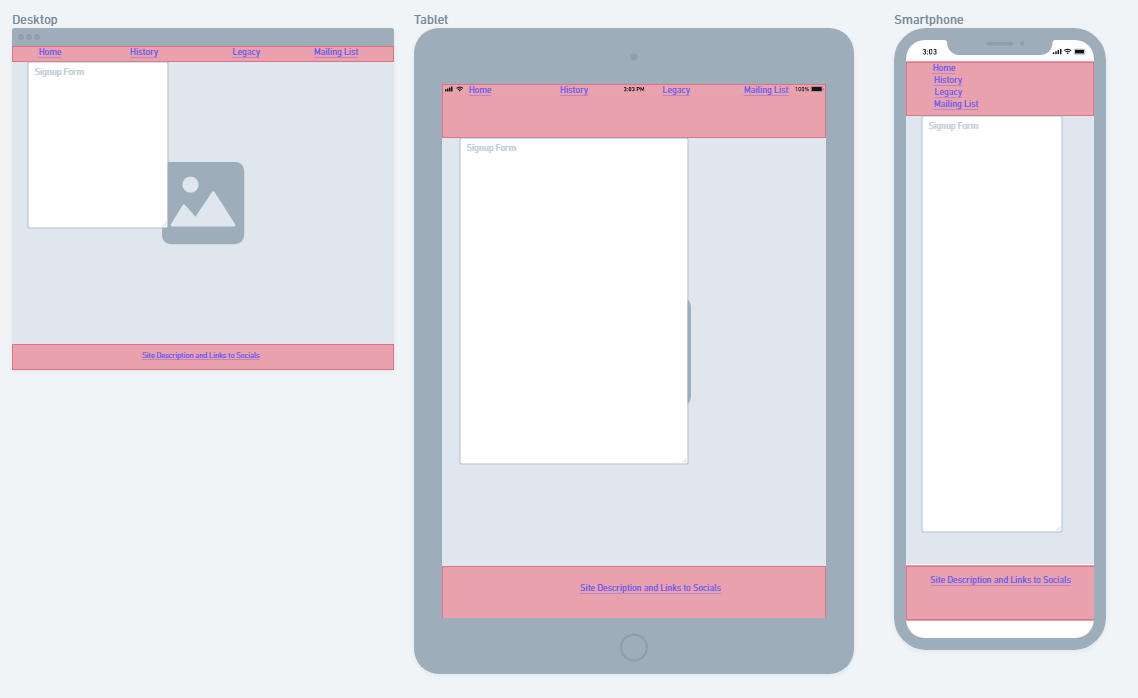 Desktop
Home History Legacy Mailing List
Signup Form
Site Description and Links to Socials
Tablet
Home History 3:03 PM Legacy Mailing List 100%
Signup Form
Site Description and Links to Socials
Smartphone
3:03
Home
History
Legacy
Mailing List
Signup Form
Site Description and Links to Socials